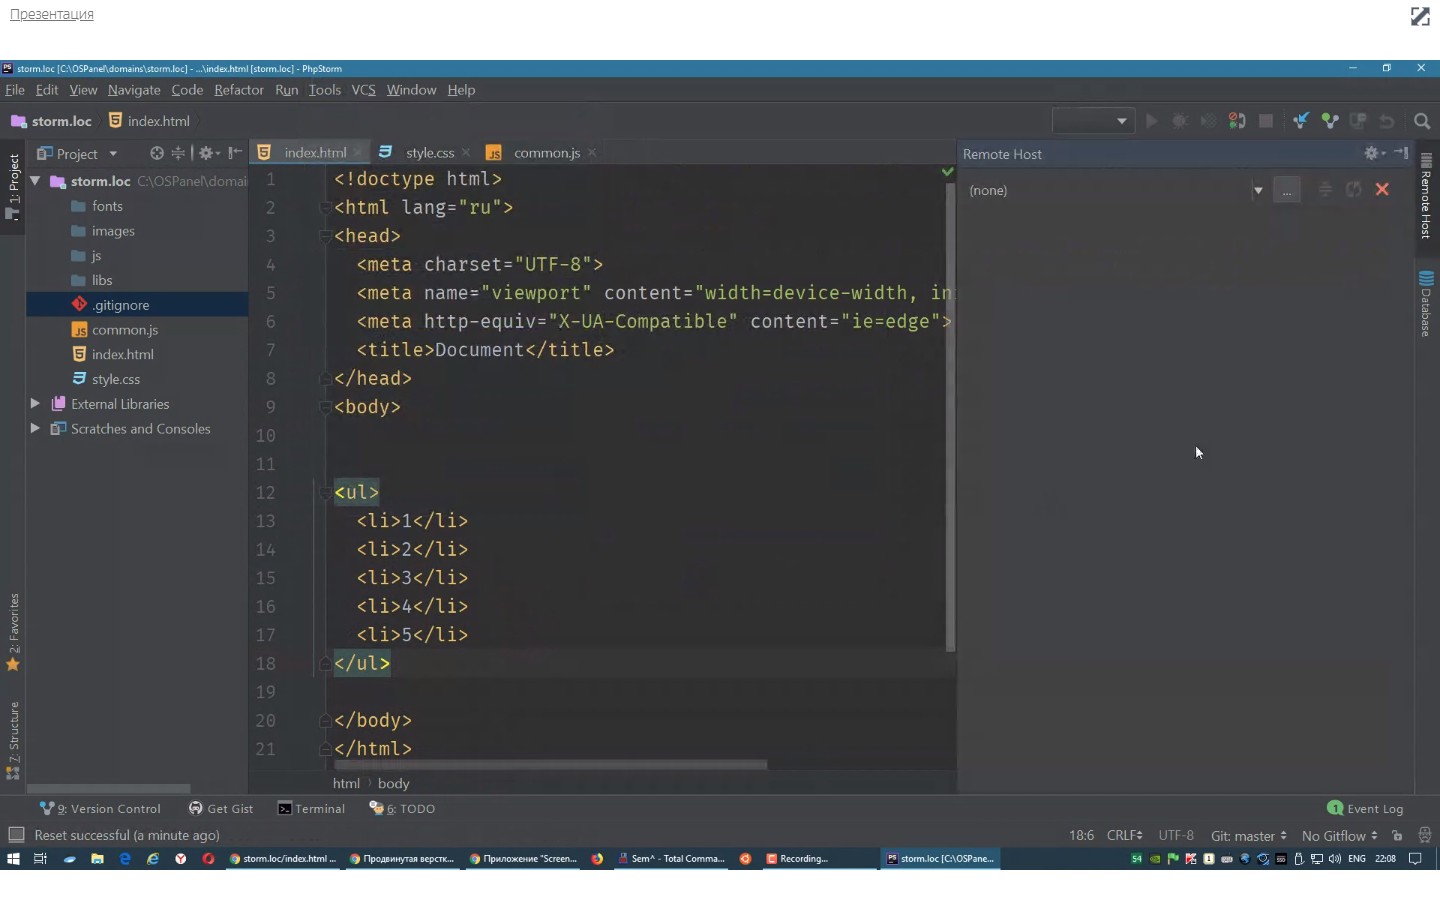 Презентация
storm.loc [C:\OSPanel\domains\storm.loc] - ...\index.html [storm.loc] - PhpStorm
File Edit View Navigate Code Refactor Run Tools VCS Window Help
storm.loc index.html
Project
index.html style.css common.js
Remote Host
(none)
...
1: Project
storm.loc C:\OSPanel\domai
fonts
images
js
libs
.gitignore
common.js
index.html
style.css
External Libraries
Scratches and Consoles
2: Favorites
7: Structure
1 <!doctype html>
2 <html lang="ru">
3 <head>
4 <meta charset="UTF-8">
5 <meta name="viewport" content="width=device-width, in
6 <meta http-equiv="X-UA-Compatible" content="ie=edge">
7 <title>Document</title>
8 </head>
9 <body>
10
11
12 <ul>
13 <li>1</li>
14 <li>2</li>
15 <li>3</li>
16 <li>4</li>
17 <li>5</li>
18 </ul>
19
20 </body>
21 </html>
html body
Remote Host
Database
9: Version Control Get Gist Terminal 6: TODO 1 Event Log
Reset successful (a minute ago) 18:6 CRLF UTF-8 Git: master No Gitflow
storm.loc/index.html ... Продвинутая верстк... Приложение "Screen... Sem^ - Total Comma... Recording... storm.loc [C:\OSPane... 54 ENG 22:08